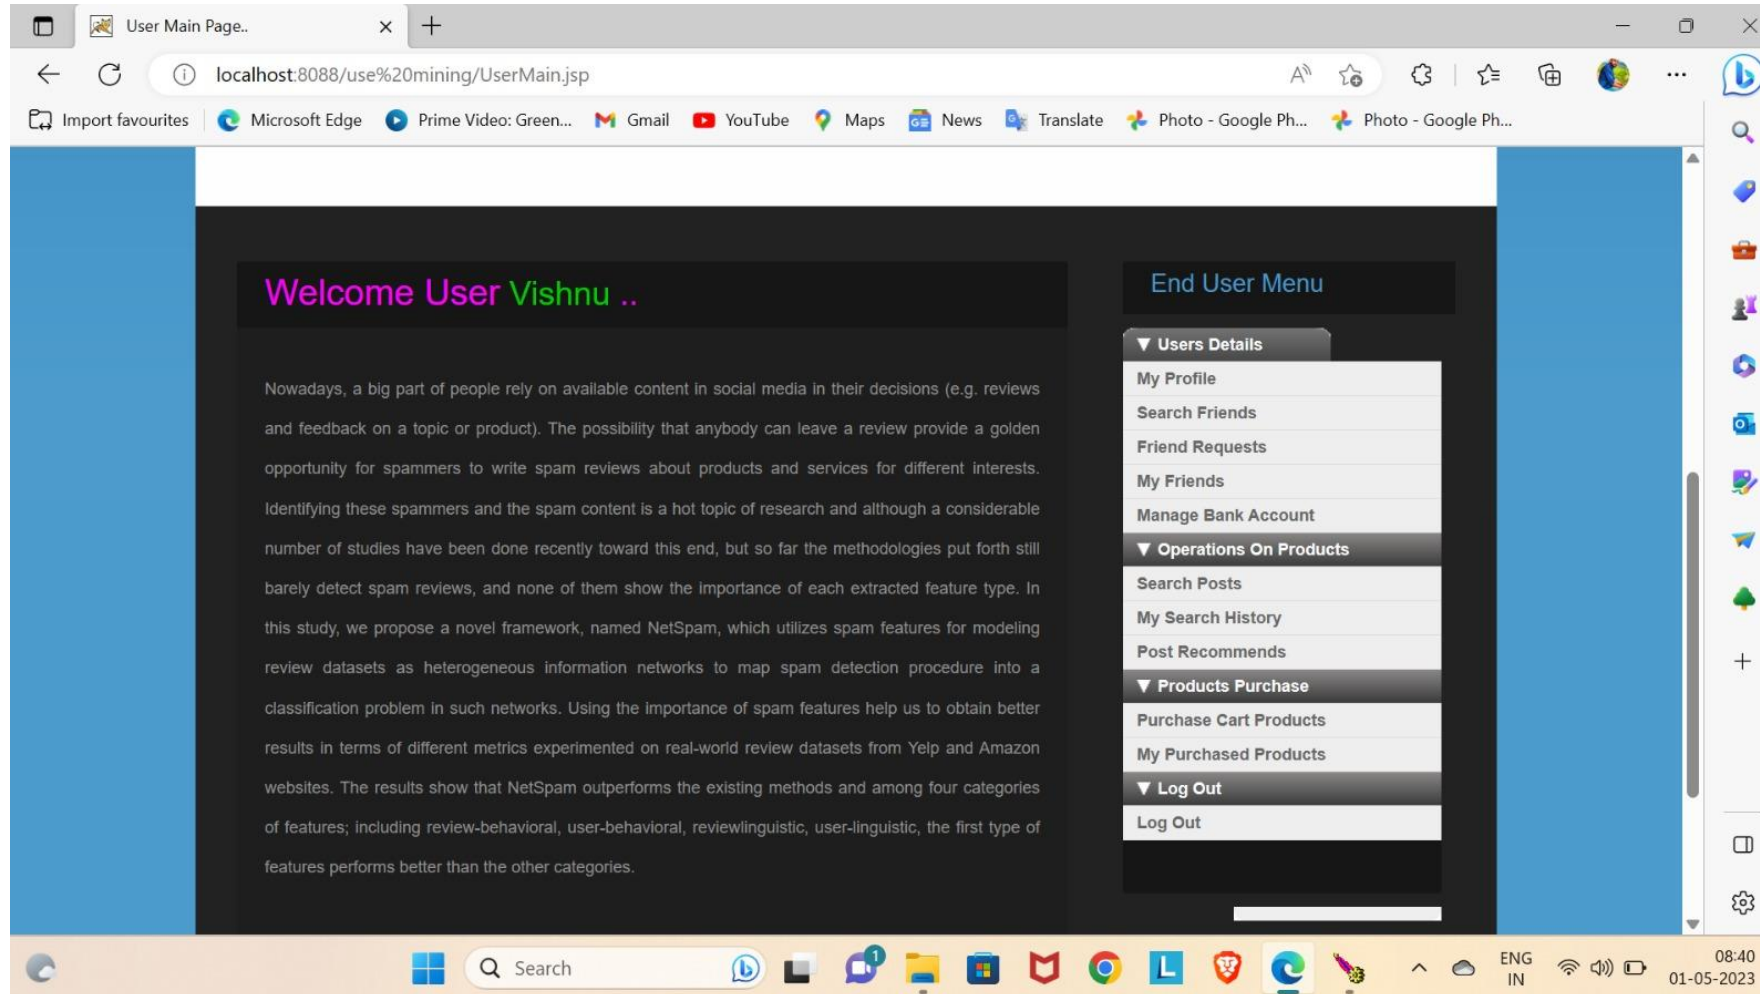 User Main Page..
localhost:8088/use%20mining/UserMain.jsp
Import favourites Microsoft Edge Prime Video: Green... Gmail YouTube Maps News Translate Photo - Google Ph... Photo - Google Ph...
Welcome User Vishnu ..
Nowadays, a big part of people rely on available content in social media in their decisions (e.g. reviews
and feedback on a topic or product). The possibility that anybody can leave a review provide a golden
opportunity for spammers to write spam reviews about products and services for different interests.
Identifying these spammers and the spam content is a hot topic of research and although a considerable
number of studies have been done recently toward this end, but so far the methodologies put forth still
barely detect spam reviews, and none of them show the importance of each extracted feature type. In
this study, we propose a novel framework, named NetSpam, which utilizes spam features for modeling
review datasets as heterogeneous information networks to map spam detection procedure into a
classification problem in such networks. Using the importance of spam features help us to obtain better
results in terms of different metrics experimented on real-world review datasets from Yelp and Amazon
websites. The results show that NetSpam outperforms the existing methods and among four categories
of features; including review-behavioral, user-behavioral, reviewlinguistic, user-linguistic, the first type of
features performs better than the other categories.
End User Menu
▼ Users Details
My Profile
Search Friends
Friend Requests
My Friends
Manage Bank Account
▼ Operations On Products
Search Posts
My Search History
Post Recommends
▼ Products Purchase
Purchase Cart Products
My Purchased Products
▼ Log Out
Log Out
Search
1
L
ENG
IN
08:40
01-05-2023